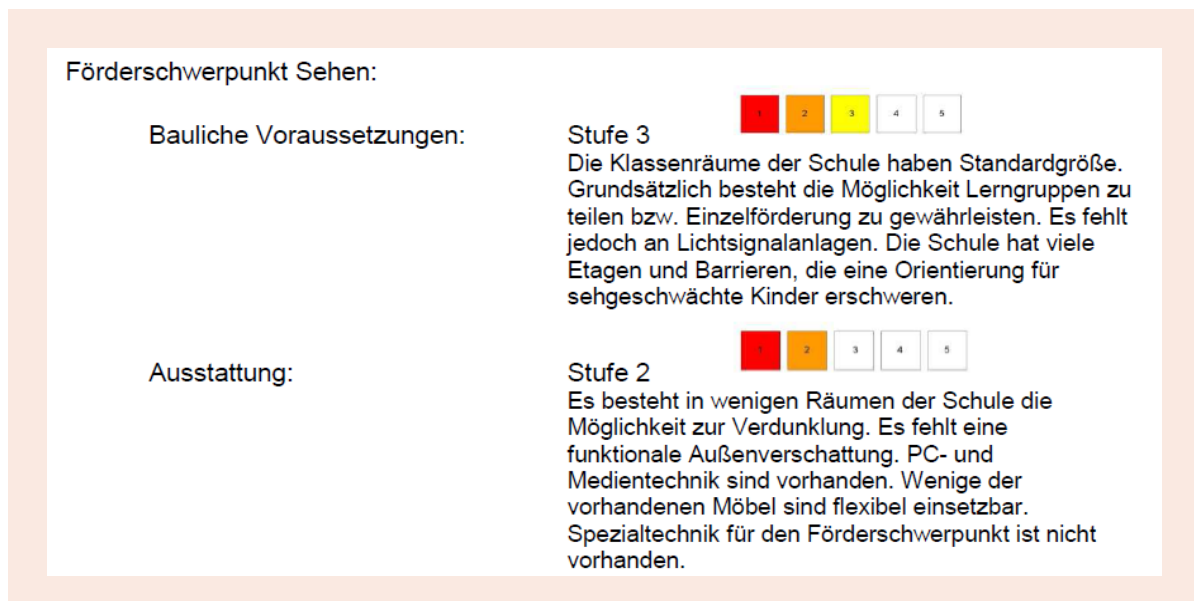 Förderschwerpunkt Sehen:
1 2 3 4 5
Bauliche Voraussetzungen: Stufe 3
Die Klassenräume der Schule haben Standardgröße.
Grundsätzlich besteht die Möglichkeit Lerngruppen zu
teilen bzw. Einzelförderung zu gewährleisten. Es fehlt
jedoch an Lichtsignalanlagen. Die Schule hat viele
Etagen und Barrieren, die eine Orientierung für
sehgeschwächte Kinder erschweren.
1 2 3 4 5
Ausstattung: Stufe 2
Es besteht in wenigen Räumen der Schule die
Möglichkeit zur Verdunklung. Es fehlt eine
funktionale Außenverschattung. PC- und
Medientechnik sind vorhanden. Wenige der
vorhandenen Möbel sind flexibel einsetzbar.
Spezialtechnik für den Förderschwerpunkt ist nicht
vorhanden.